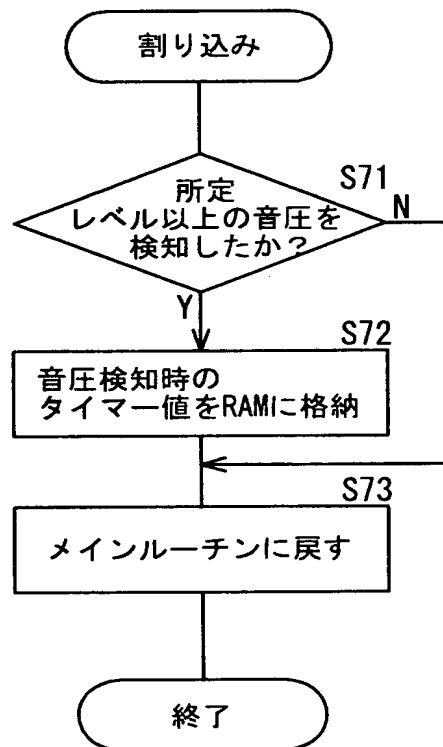 割り込み
S71
所定
レベル以上の音圧を
検知したか?
N
Y
S72
音圧検知時の
タイマー値をRAMに格納
S73
メインルーチンに戻す
終了